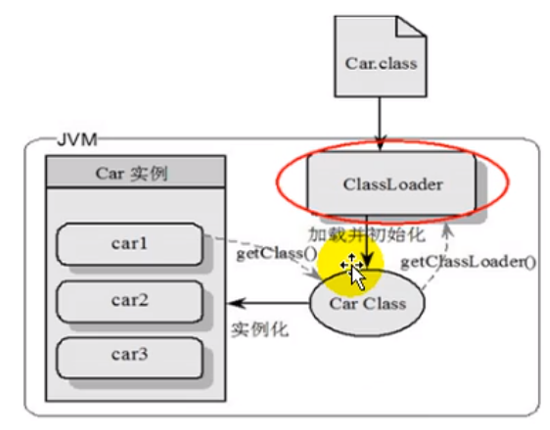 Car.class
JVM
Car 实例
ClassLoader
car1
加载并初始化
getClass()
getClassLoader()
car2
Car Class
实例化
car3